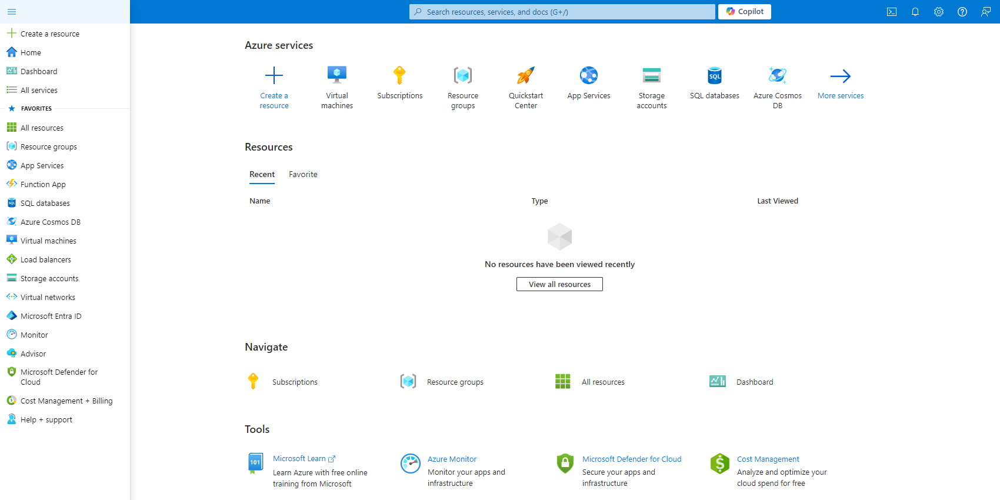 Search resources, services, and docs (G+/)
Copilot
Create a resource
Home
Dashboard
All services
FAVORITES
All resources
Resource groups
App Services
Function App
SQL databases
Azure Cosmos DB
Virtual machines
Load balancers
Storage accounts
Virtual networks
Microsoft Entra ID
Monitor
Advisor
Microsoft Defender for
Cloud
Cost Management + Billing
Help + support
Azure services
Create a
resource
Virtual
machines
Subscriptions
Resource
groups
Quickstart
Center
App Services
Storage
accounts
SQL
SQL databases
Azure Cosmos
DB
More services
Resources
Recent
Favorite
Name
Type
Last Viewed
No resources have been viewed recently
View all resources
Navigate
Subscriptions
Resource groups
All resources
Dashboard
Tools
101
Microsoft Learn
Learn Azure with free online
training from Microsoft
Azure Monitor
Monitor your apps and
infrastructure
Microsoft Defender for Cloud
Secure your apps and
infrastructure
Cost Management
Analyze and optimize your
cloud spend for free